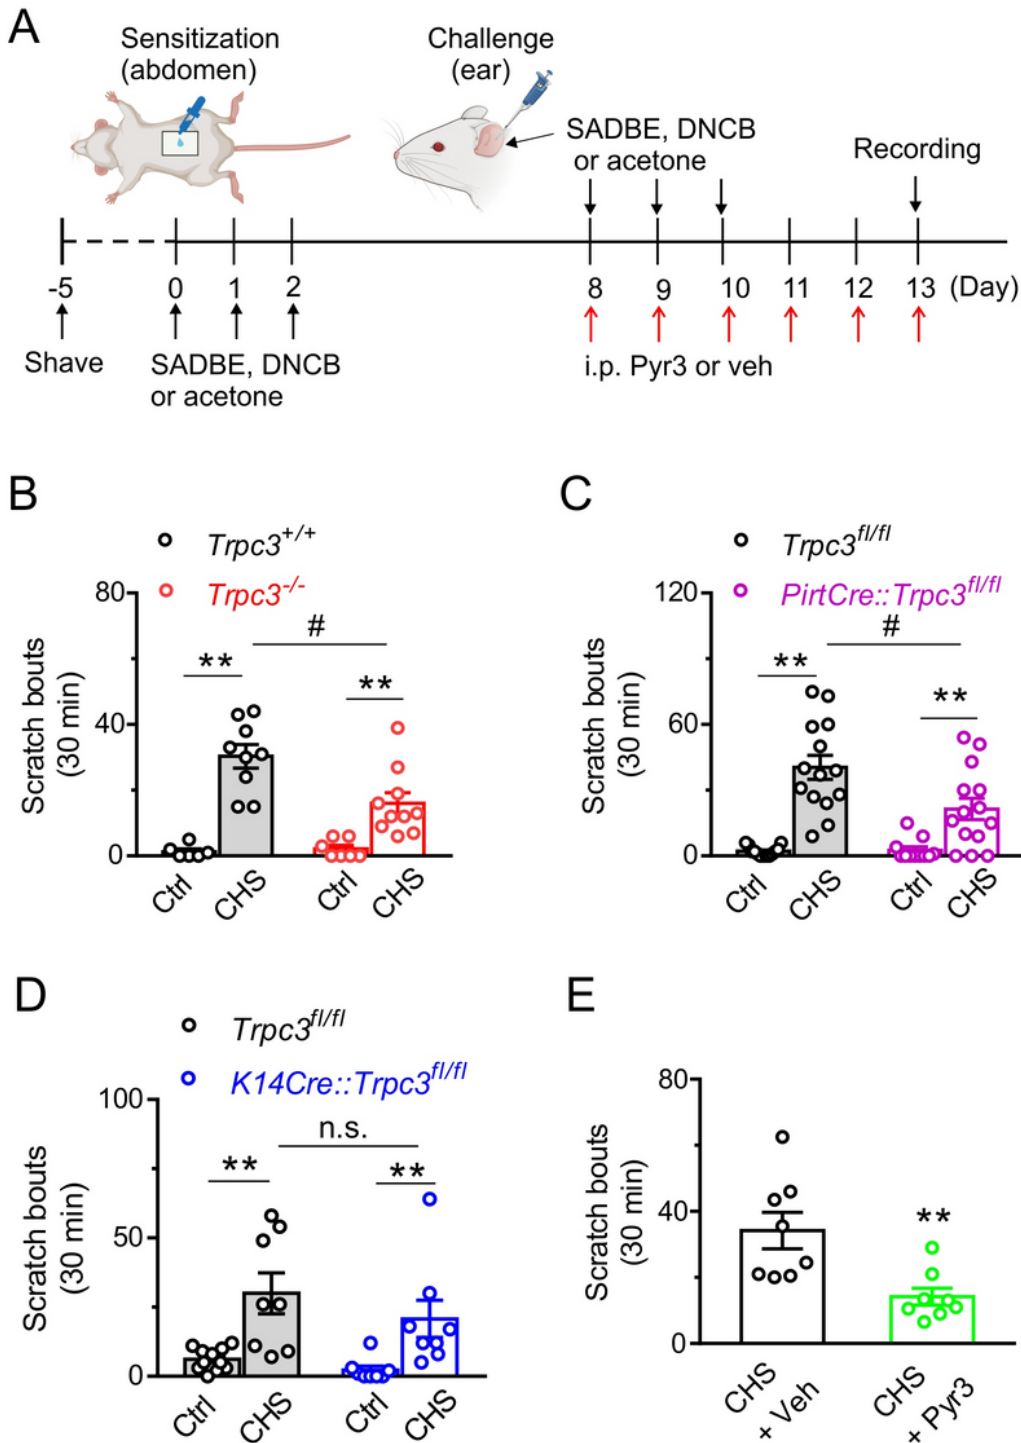 A
Sensitization
(abdomen)
Challenge
(ear)
SADBE, DNCB
or acetone
Recording
-5 0 1 2 8 9 10 11 12 13 (Day)
Shave
SADBE, DNCB
or acetone
i.p. Pyr3 or veh
B
Trpc3+/+
Trpc3-/-
Scratch bouts
(30 min)
80
40
0
**
#
**
Ctrl CHS Ctrl CHS
C
Trpc3fl/fl
PirtCre::Trpc3fl/fl
Scratch bouts
(30 min)
120
60
0
**
#
**
Ctrl CHS Ctrl CHS
D
Trpc3fl/fl
K14Cre::Trpc3fl/fl
Scratch bouts
(30 min)
100
50
0
**
n.s.
**
Ctrl CHS Ctrl CHS
E
Scratch bouts
(30 min)
80
40
0
**
CHS
+ Veh
CHS
+ Pyr3